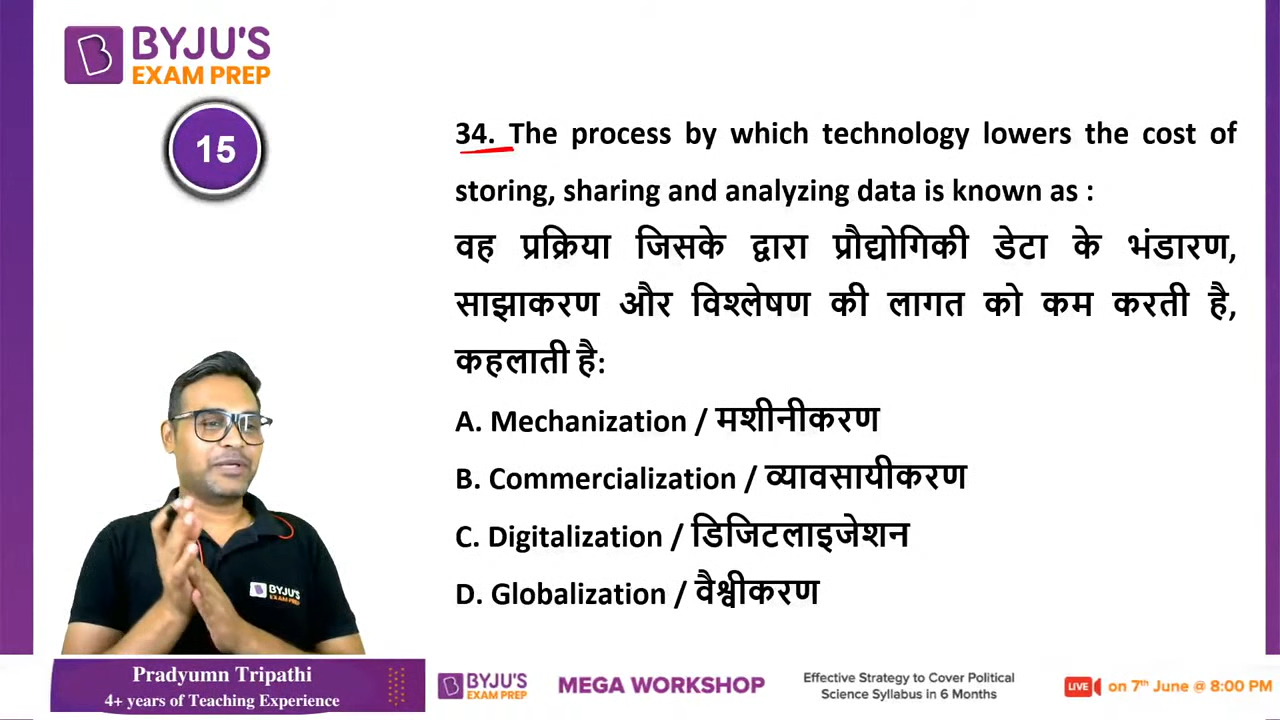 BYJU'S
EXAM PREP
15
34. The process by which technology lowers the cost of
storing, sharing and analyzing data is known as :
वह प्रक्रिया जिसके द्वारा प्रौद्योगिकी डेटा के भंडारण,
साझाकरण और विश्लेषण की लागत को कम करती है,
कहलाती है:
A. Mechanization / मशीनीकरण
B. Commercialization / व्यावसायीकरण
C. Digitalization / डिजिटलाइजेशन
D. Globalization / वैश्वीकरण
BYJU'S
EXAM PREP
Pradyumn Tripathi
4+ years of Teaching Experience
BYJU'S
EXAM PREP
MEGA WORKSHOP
Effective Strategy to Cover Political
Science Syllabus in 6 Months
LIVE on 7th June @ 8:00 PM